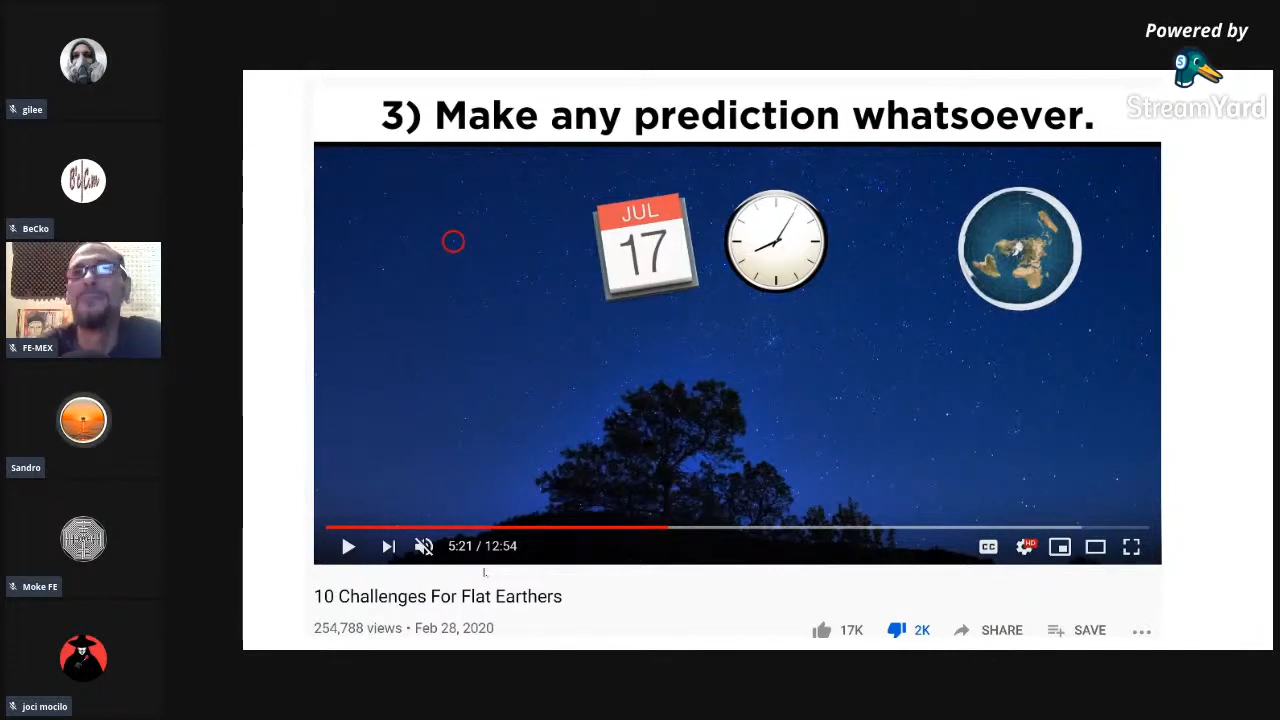 Powered by
StreamYard
gilee
BeCko
FE-MEX
Sandro
Moke FE
joci mocilo
3) Make any prediction whatsoever.
JUL
17
5:21 / 12:54
CC
HD
10 Challenges For Flat Earthers
254,788 views • Feb 28, 2020
17K
2K
SHARE
SAVE